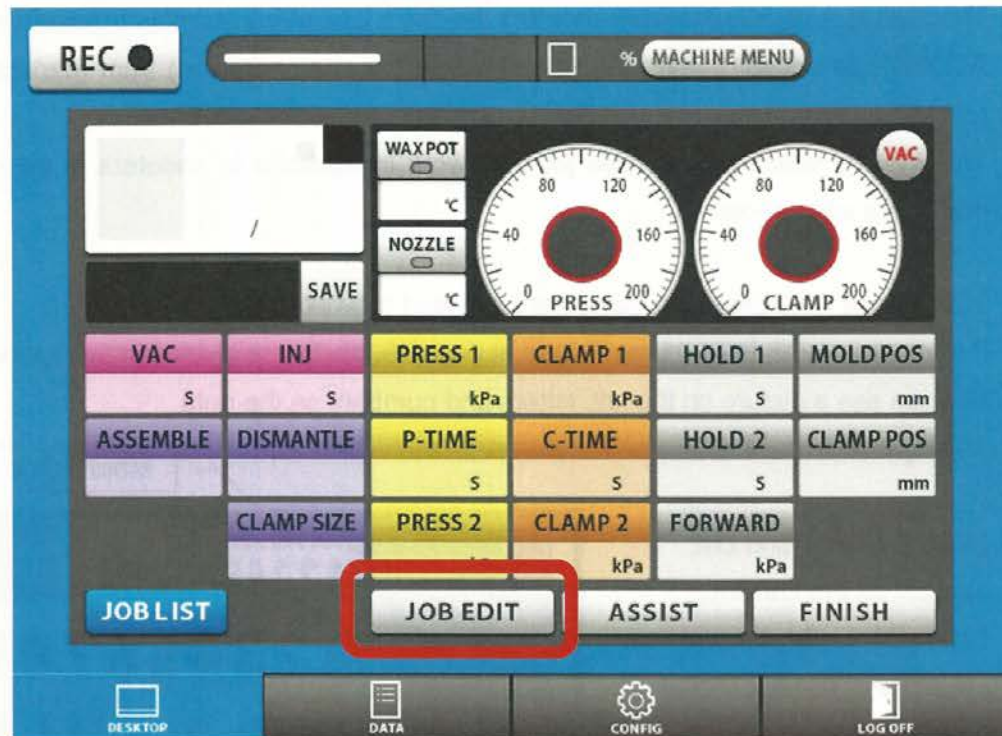 REC
% MACHINE MENU
WAX POT
°C
NOZZLE
°C
0 40 80 120 160 200
PRESS
0 40 80 120 160 200
CLAMP
VAC
/
SAVE
VAC INJ PRESS 1 CLAMP 1 HOLD 1 MOLD POS
S S kPa kPa S mm
ASSEMBLE DISMANTLE P-TIME C-TIME HOLD 2 CLAMP POS
S S S mm
CLAMP SIZE PRESS 2 CLAMP 2 FORWARD
kPa kPa
JOB LIST JOB EDIT ASSIST FINISH
DESKTOP DATA CONFIG LOG OFF